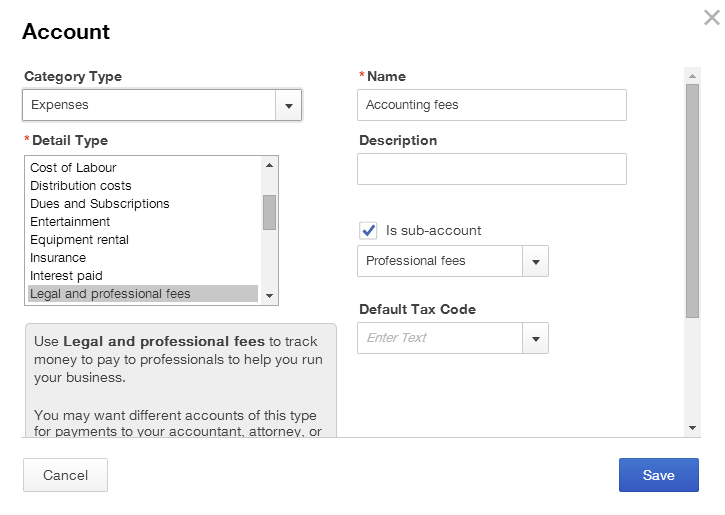 Account
Category Type
Expenses
* Detail Type
Cost of Labour
Distribution costs
Dues and Subscriptions
Entertainment
Equipment rental
Insurance
Interest paid
Legal and professional fees
Use Legal and professional fees to track
money to pay to professionals to help you run
your business.
You may want different accounts of this type
for payments to your accountant, attorney, or
* Name
Accounting fees
Description
Is sub-account
Professional fees
Default Tax Code
Enter Text
Cancel
Save